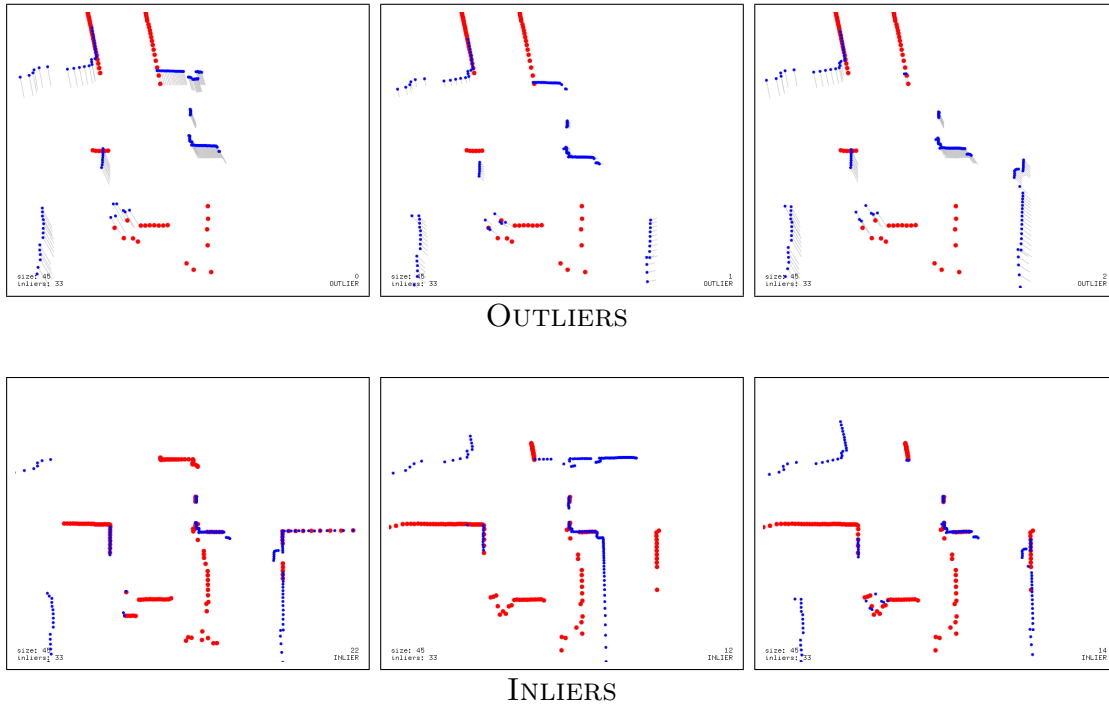 size: 45 0
inliers: 33 OUTLIER
size: 45 1
inliers: 33 OUTLIER
size: 45 2
inliers: 33 OUTLIER
OUTLIERS
size: 45 22
inliers: 33 INLIER
size: 45 12
inliers: 33 INLIER
size: 45 14
inliers: 33 INLIER
INLIERS